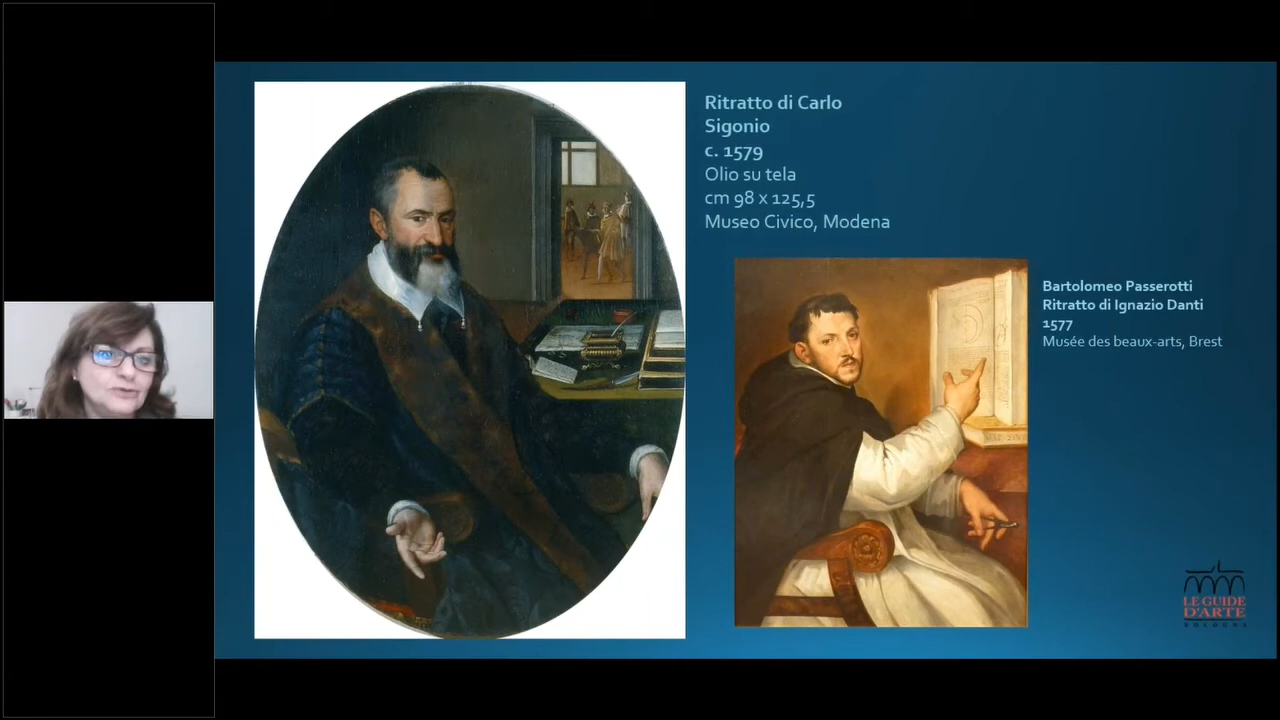 Ritratto di Carlo
Sigonio
c. 1579
Olio su tela
cm 98 x 125,5
Museo Civico, Modena
Bartolomeo Passerotti
Ritratto di Ignazio Danti
1577
Musée des beaux-arts, Brest
LE GUIDE
D'ARTE
BOLOGNA